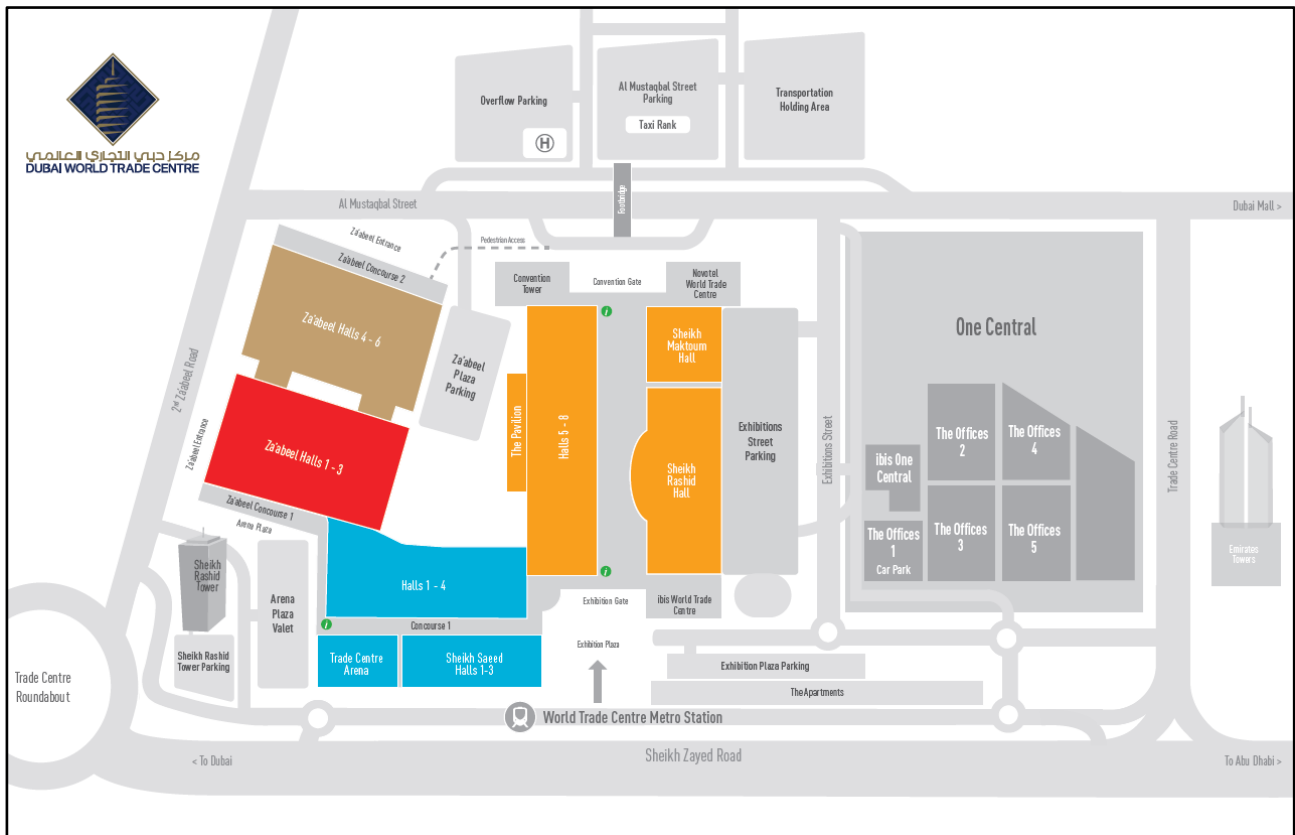 مركز دبي التجاري العالمي
DUBAI WORLD TRADE CENTRE
Overflow Parking
H
Al Mustaqbal Street
Parking
Taxi Rank
Transportation
Holding Area
Footbridge
Al Mustaqbal Street
Dubai Mall >
Za'abeel Entrance
Za'abeel Concourse 2
Pedestrian Access
Convention
Tower
Convention Gate
Novotel
World Trade
Centre
2nd Za'abeel Road
Za'abeel Halls 4 - 6
Za'abeel
Plaza
Parking
i
Sheikh
Maktoum
Hall
One Central
Za'abeel Entrance
Za'abeel Halls 1 - 3
The Pavilion
Halls 5 - 8
Sheikh
Rashid
Hall
Exhibitions
Street
Parking
Exhibitions Street
ibis One
Central
The Offices
2
The Offices
4
Trade Centre Road
Za'abeel Concourse 1
Arena Plaza
The Offices
1
Car Park
The Offices
3
The Offices
5
Emirates
Towers
Sheikh
Rashid
Tower
Arena
Plaza
Valet
Halls 1 - 4
i
Exhibition Gate
ibis World Trade
Centre
i
Concourse 1
Exhibition Plaza
Sheikh Rashid
Tower Parking
Trade Centre
Arena
Sheikh Saeed
Halls 1-3
Exhibition Plaza Parking
The Apartments
Trade Centre
Roundabout
World Trade Centre Metro Station
< To Dubai
Sheikh Zayed Road
To Abu Dhabi >